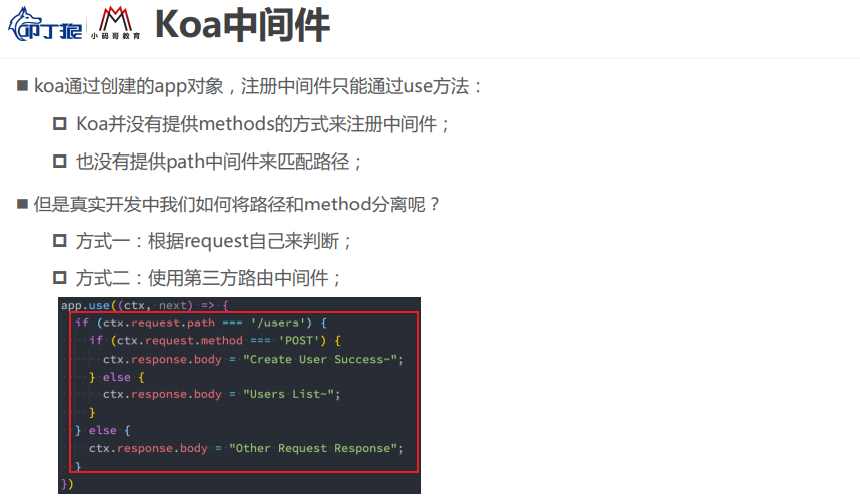 叩丁狼
小码哥教育
Koa中间件
koa通过创建的app对象，注册中间件只能通过use方法：
Koa并没有提供methods的方式来注册中间件；
也没有提供path中间件来匹配路径；
但是真实开发中我们如何将路径和method分离呢？
方式一：根据request自己来判断；
方式二：使用第三方路由中间件；
app.use((ctx, next) => {
if (ctx.request.path === '/users') {
if (ctx.request.method === 'POST') {
ctx.response.body = "Create User Success~";
} else {
ctx.response.body = "Users List~";
}
} else {
ctx.response.body = "Other Request Response";
}
})